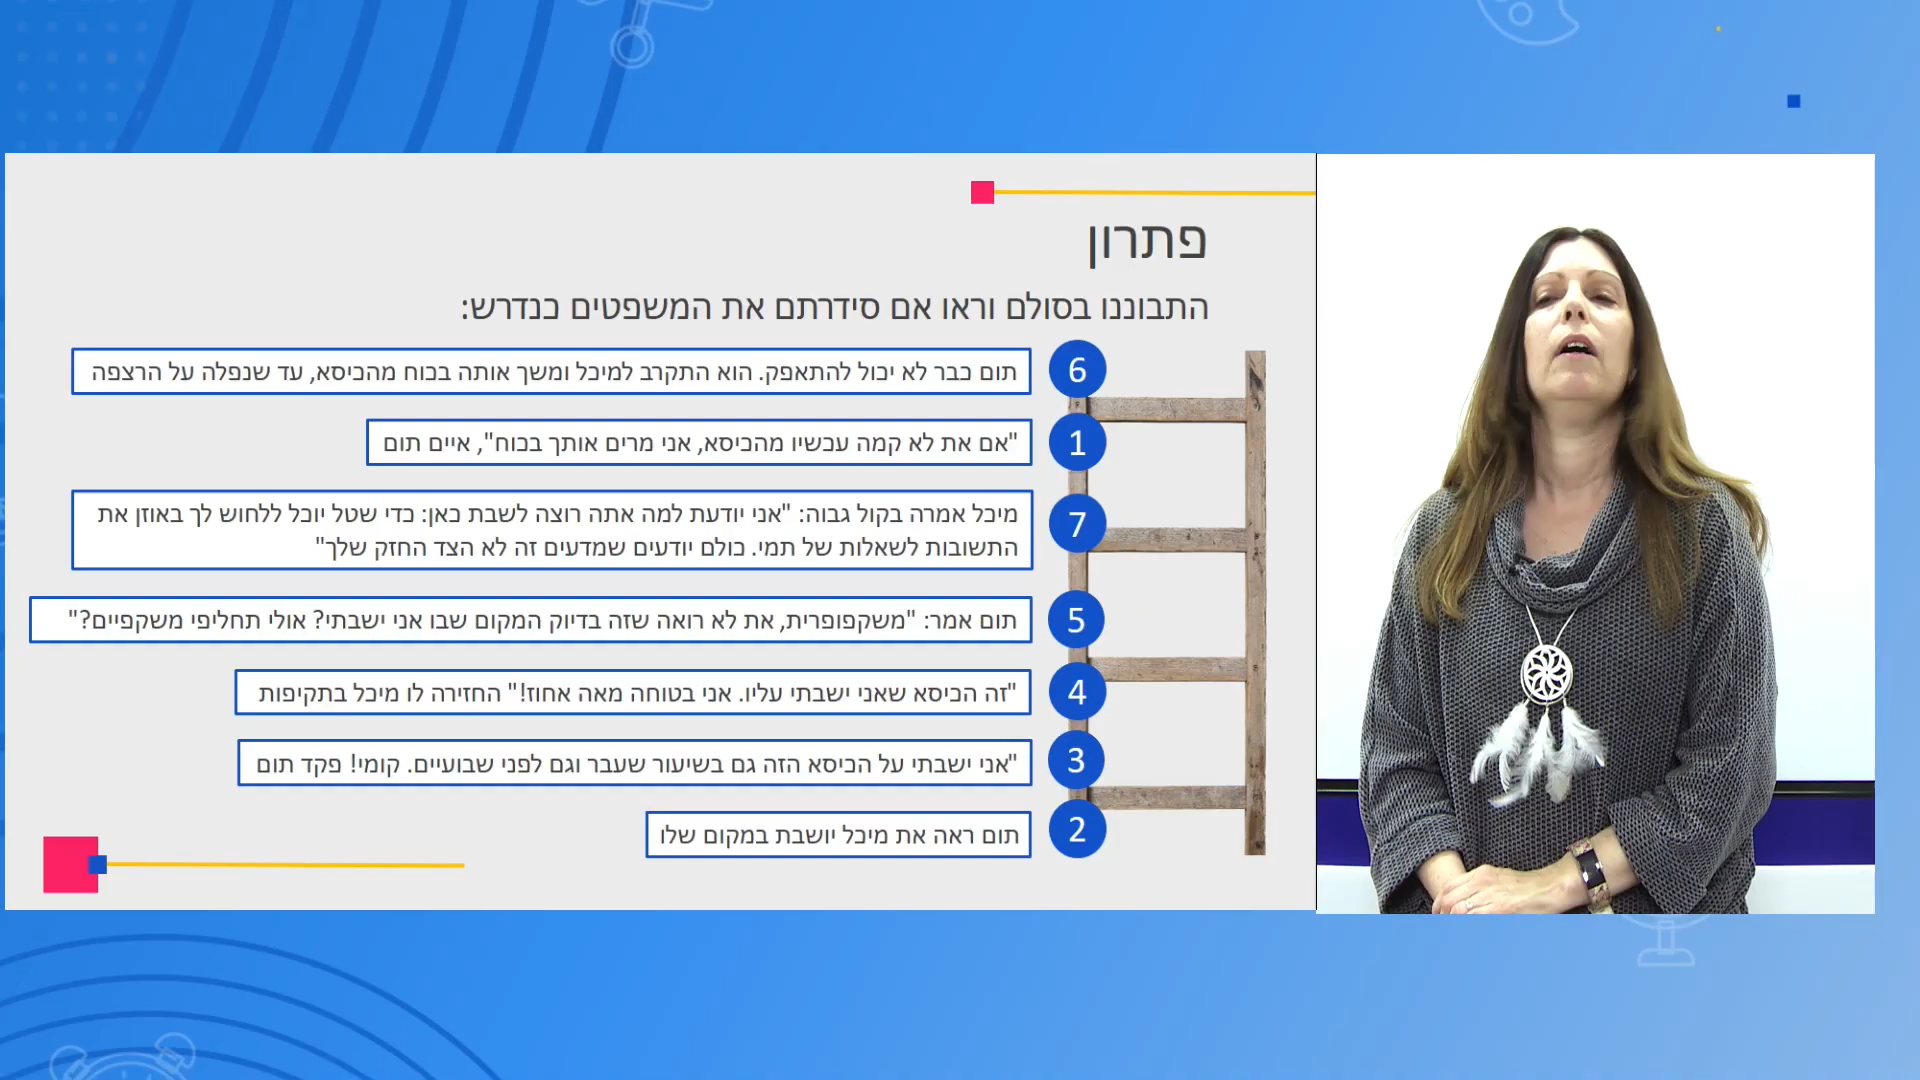 פתרון
התבוננו בסולם וראו אם סידרתם את המשפטים כנדרש:
6 תום כבר לא יכול להתאפק. הוא התקרב למיכל ומשך אותה בכוח מהכיסא, עד שנפלה על הרצפה
1 "אם את לא קמה עכשיו מהכיסא, אני מרים אותך בכוח", איים תום
7 מיכל אמרה בקול גבוה: "אני יודעת למה אתה רוצה לשבת כאן: כדי שטל יוכל ללחוש לך באוזן את
התשובות לשאלות של תמי. כולם יודעים שמדעים זה לא הצד החזק שלך"
5 תום אמר: "משקפופרית, את לא רואה שזה בדיוק המקום שבו אני ישבתי? אולי תחליפי משקפיים?"
4 "זה הכיסא שאני ישבתי עליו. אני בטוחה מאה אחוז!" החזירה לו מיכל בתקיפות
3 "אני ישבתי על הכיסא הזה גם בשיעור שעבר וגם לפני שבועיים. קומי! פקד תום
2 תום ראה את מיכל יושבת במקום שלו